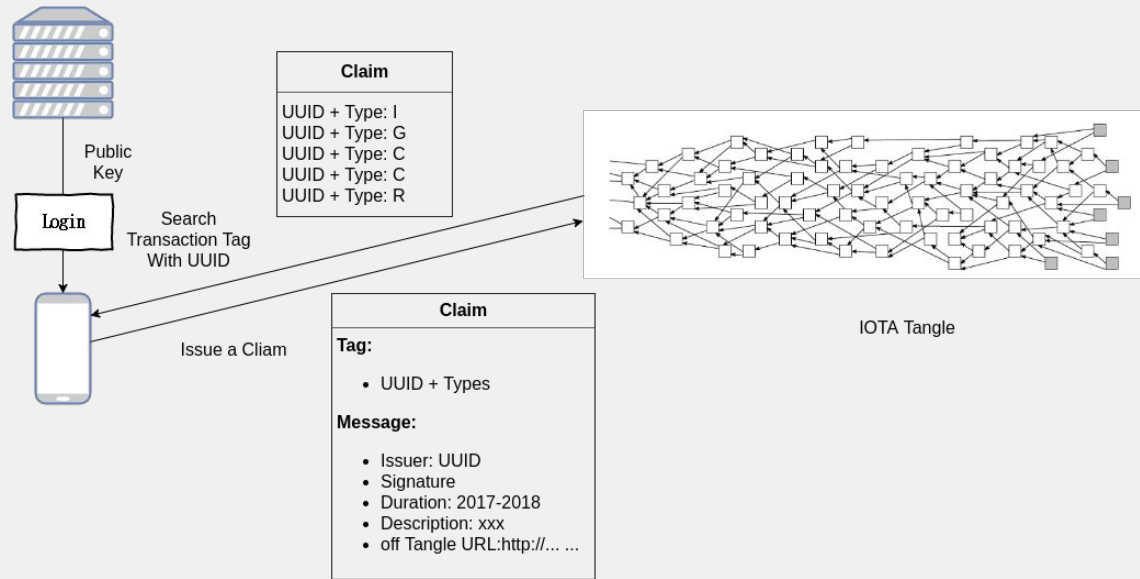 Public
Key
Login
Search
Transaction Tag
With UUID
Claim
UUID + Type: I
UUID + Type: G
UUID + Type: C
UUID + Type: C
UUID + Type: R
IOTA Tangle
Issue a Cliam
Claim
Tag:
• UUID + Types
Message:
• Issuer: UUID
• Signature
• Duration: 2017-2018
• Description: xxx
• off Tangle URL:http://... ...